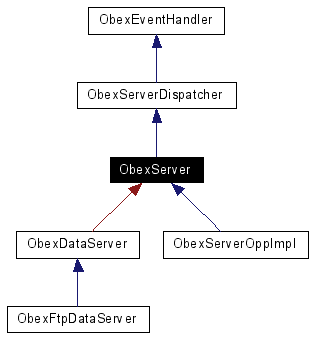 ObexEventHandler
ObexServerDispatcher
ObexServer
ObexDataServer
ObexServerOppImpl
ObexFtpDataServer